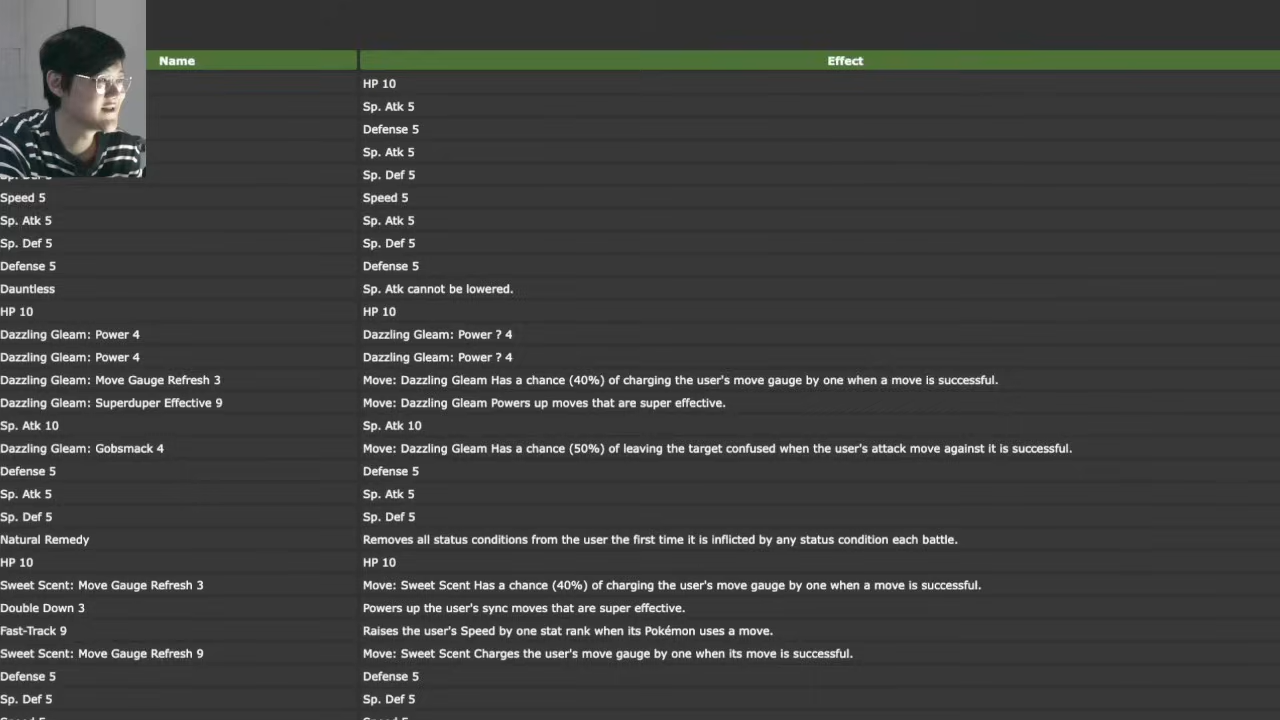 Name Effect
HP 10
Sp. Atk 5
Defense 5
Sp. Atk 5
Sp. Def 5
Speed 5 Speed 5
Sp. Atk 5 Sp. Atk 5
Sp. Def 5 Sp. Def 5
Defense 5 Defense 5
Dauntless Sp. Atk cannot be lowered.
HP 10 HP 10
Dazzling Gleam: Power 4 Dazzling Gleam: Power ? 4
Dazzling Gleam: Power 4 Dazzling Gleam: Power ? 4
Dazzling Gleam: Move Gauge Refresh 3 Move: Dazzling Gleam Has a chance (40%) of charging the user's move gauge by one when a move is successful.
Dazzling Gleam: Superduper Effective 9 Move: Dazzling Gleam Powers up moves that are super effective.
Sp. Atk 10 Sp. Atk 10
Dazzling Gleam: Gobsmack 4 Move: Dazzling Gleam Has a chance (50%) of leaving the target confused when the user's attack move against it is successful.
Defense 5 Defense 5
Sp. Atk 5 Sp. Atk 5
Sp. Def 5 Sp. Def 5
Natural Remedy Removes all status conditions from the user the first time it is inflicted by any status condition each battle.
HP 10 HP 10
Sweet Scent: Move Gauge Refresh 3 Move: Sweet Scent Has a chance (40%) of charging the user's move gauge by one when a move is successful.
Double Down 3 Powers up the user's sync moves that are super effective.
Fast-Track 9 Raises the user's Speed by one stat rank when its Pokémon uses a move.
Sweet Scent: Move Gauge Refresh 9 Move: Sweet Scent Charges the user's move gauge by one when its move is successful.
Defense 5 Defense 5
Sp. Def 5 Sp. Def 5